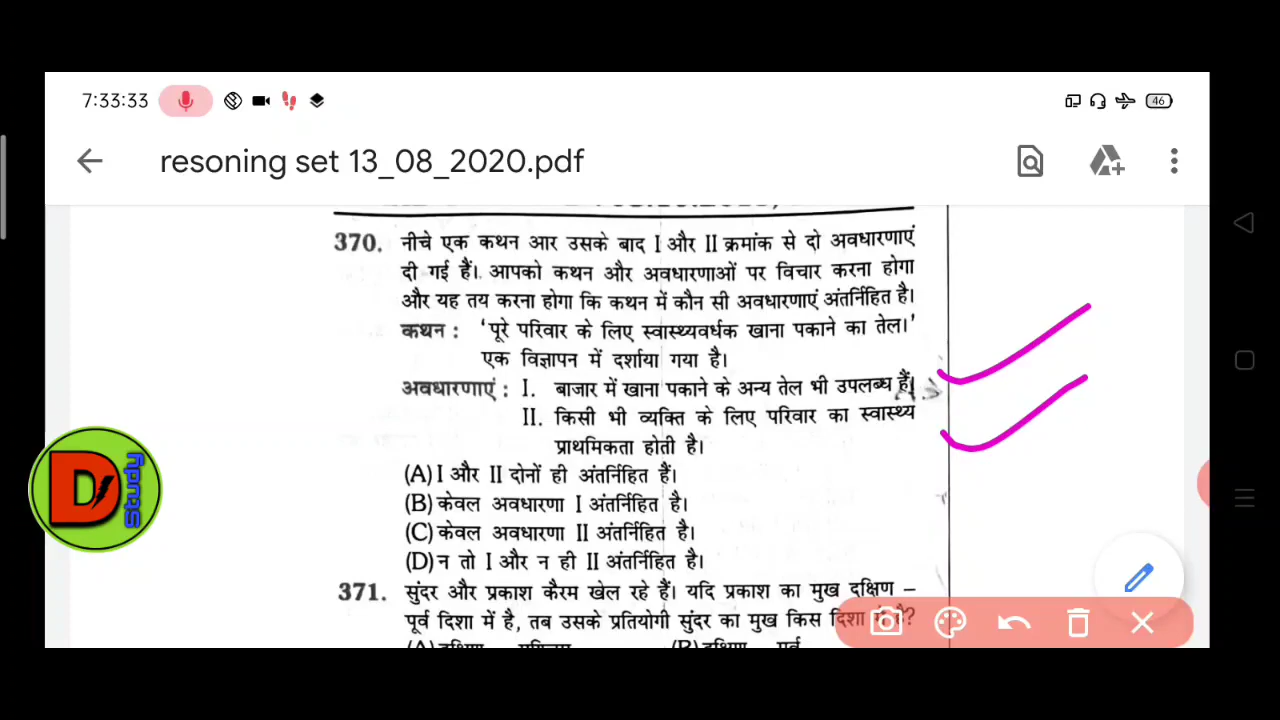 7:33:33 46
resoning set 13_08_2020.pdf
370. नीचे एक कथन आर उसके बाद I और II क्रमांक से दो अवधारणाएं
दी गई हैं। आपको कथन और अवधारणाओं पर विचार करना होगा
और यह तय करना होगा कि कथन में कौन सी अवधारणाएं अंतर्निहित है।
कथन : 'पूरे परिवार के लिए स्वास्थ्यवर्धक खाना पकाने का तेल।'
एक विज्ञापन में दर्शाया गया है।
अवधारणाएं : I. बाजार में खाना पकाने के अन्य तेल भी उपलब्ध हैं।
II. किसी भी व्यक्ति के लिए परिवार का स्वास्थ्य
प्राथमिकता होती है।
(A) I और II दोनों ही अंतर्निहित हैं।
(B) केवल अवधारणा I अंतर्निहित है।
(C) केवल अवधारणा II अंतर्निहित है।
(D) न तो I और न ही II अंतर्निहित है।
371. सुंदर और प्रकाश कैरम खेल रहे हैं। यदि प्रकाश का मुख दक्षिण –
पूर्व दिशा में है, तब उसके प्रतियोगी सुंदर का मुख किस दिशा में है?
D Study